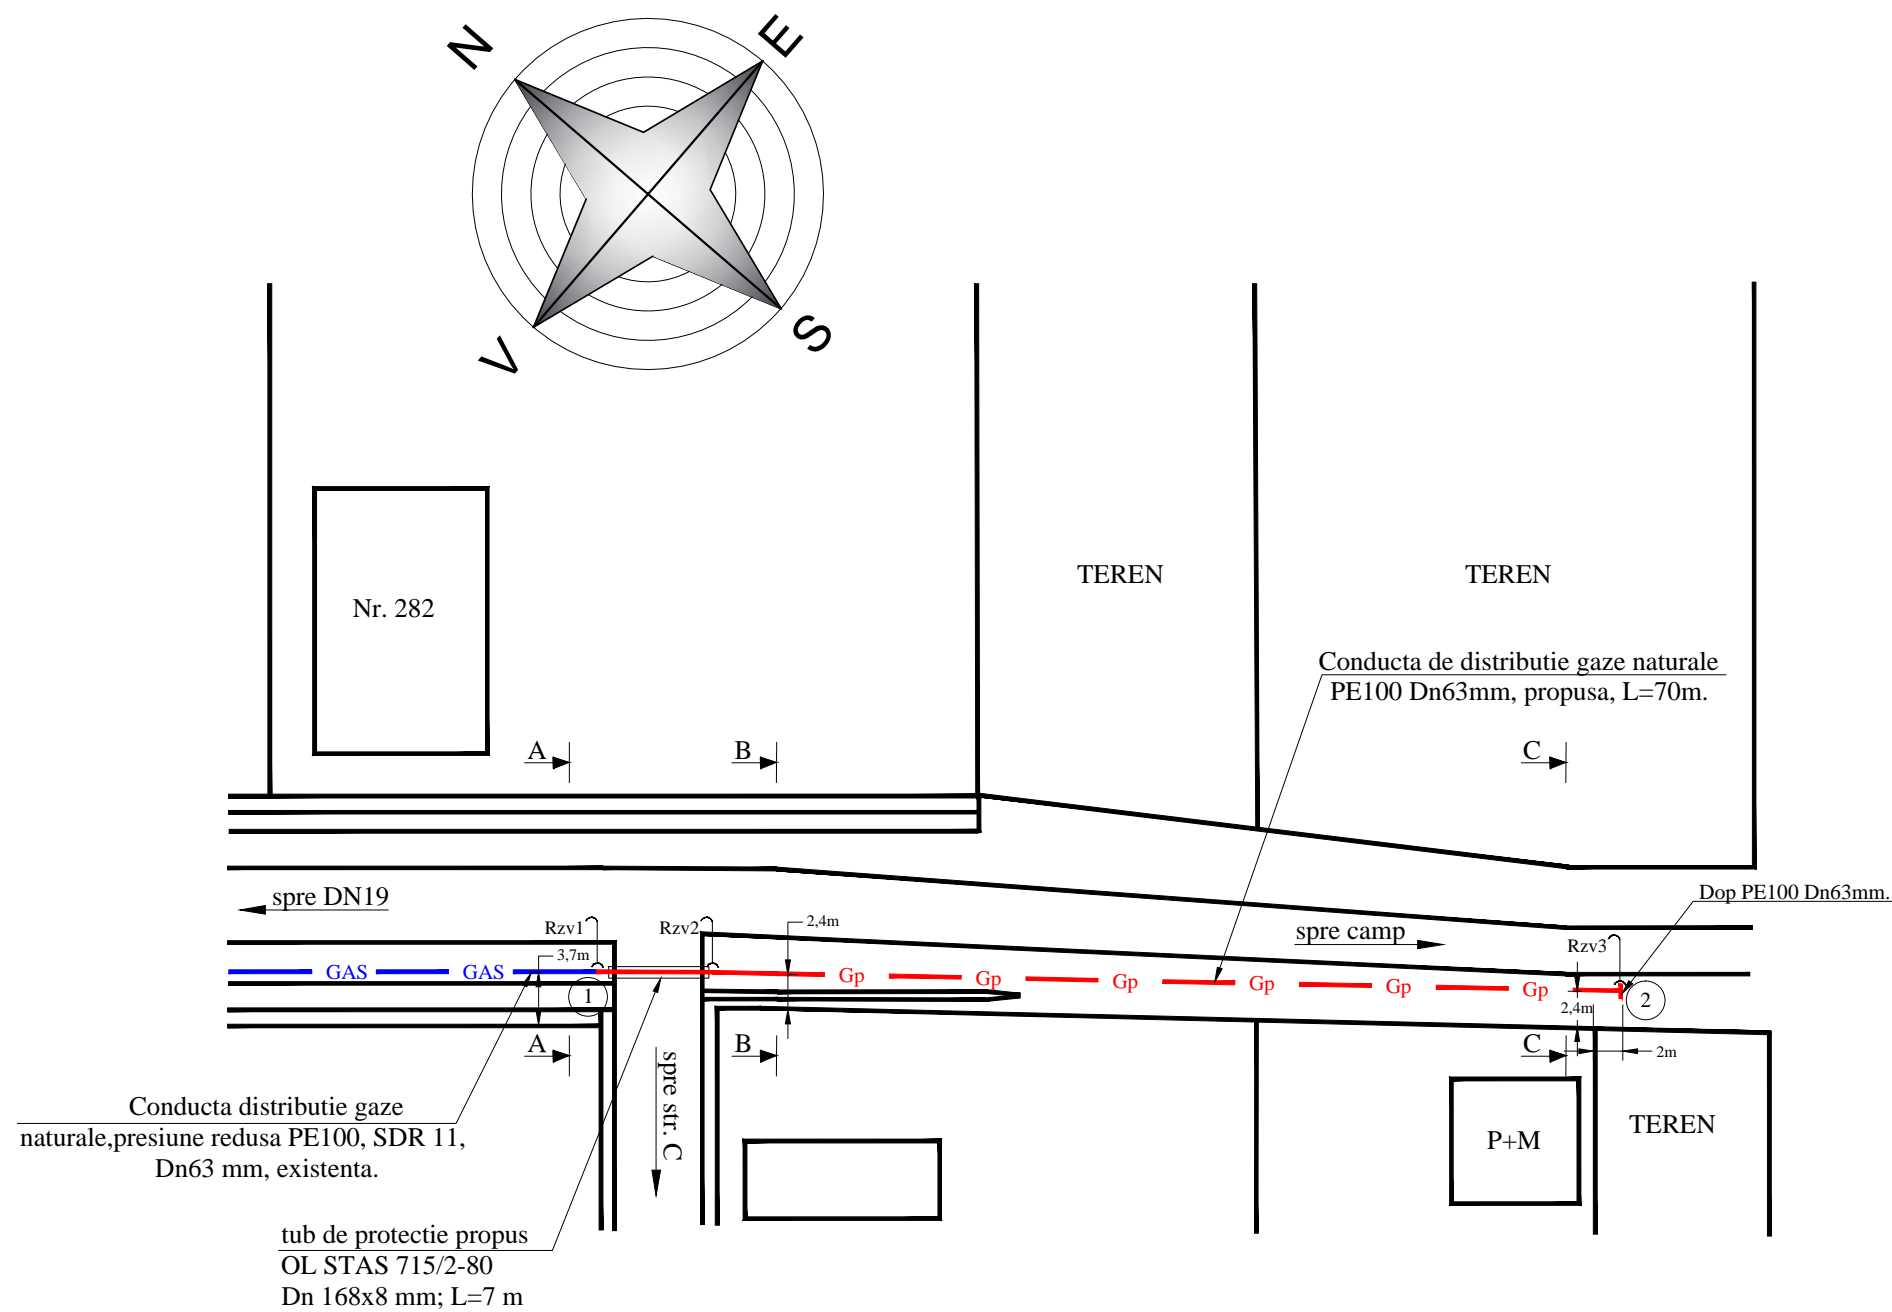 N
E
V
S
Nr. 282
TEREN
TEREN
Conducta de distributie gaze naturale
PE100 Dn63mm, propusa, L=70m.
A
B
C
spre DN19
Dop PE100 Dn63mm.
Rzv1
Rzv2
2,4m
spre camp
Rzv3
3,7m
GAS
GAS
Gp
Gp
Gp
Gp
Gp
Gp
1
2
2,4m
A
B
C
2m
spre str. C
Conducta distributie gaze
naturale,presiune redusa PE100, SDR 11,
Dn63 mm, existenta.
P+M
TEREN
tub de protectie propus
OL STAS 715/2-80
Dn 168x8 mm; L=7 m